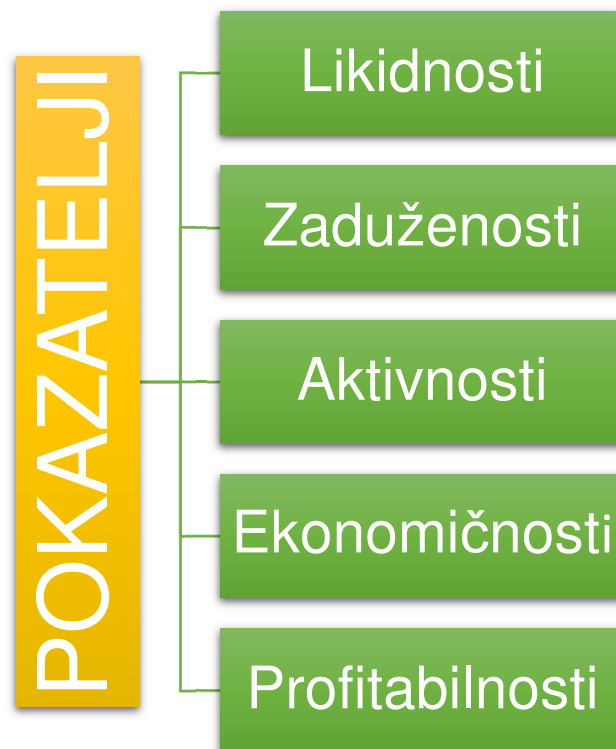 POKAZATELJI
Likidnosti
Zaduženosti
Aktivnosti
Ekonomičnosti
Profitabilnosti